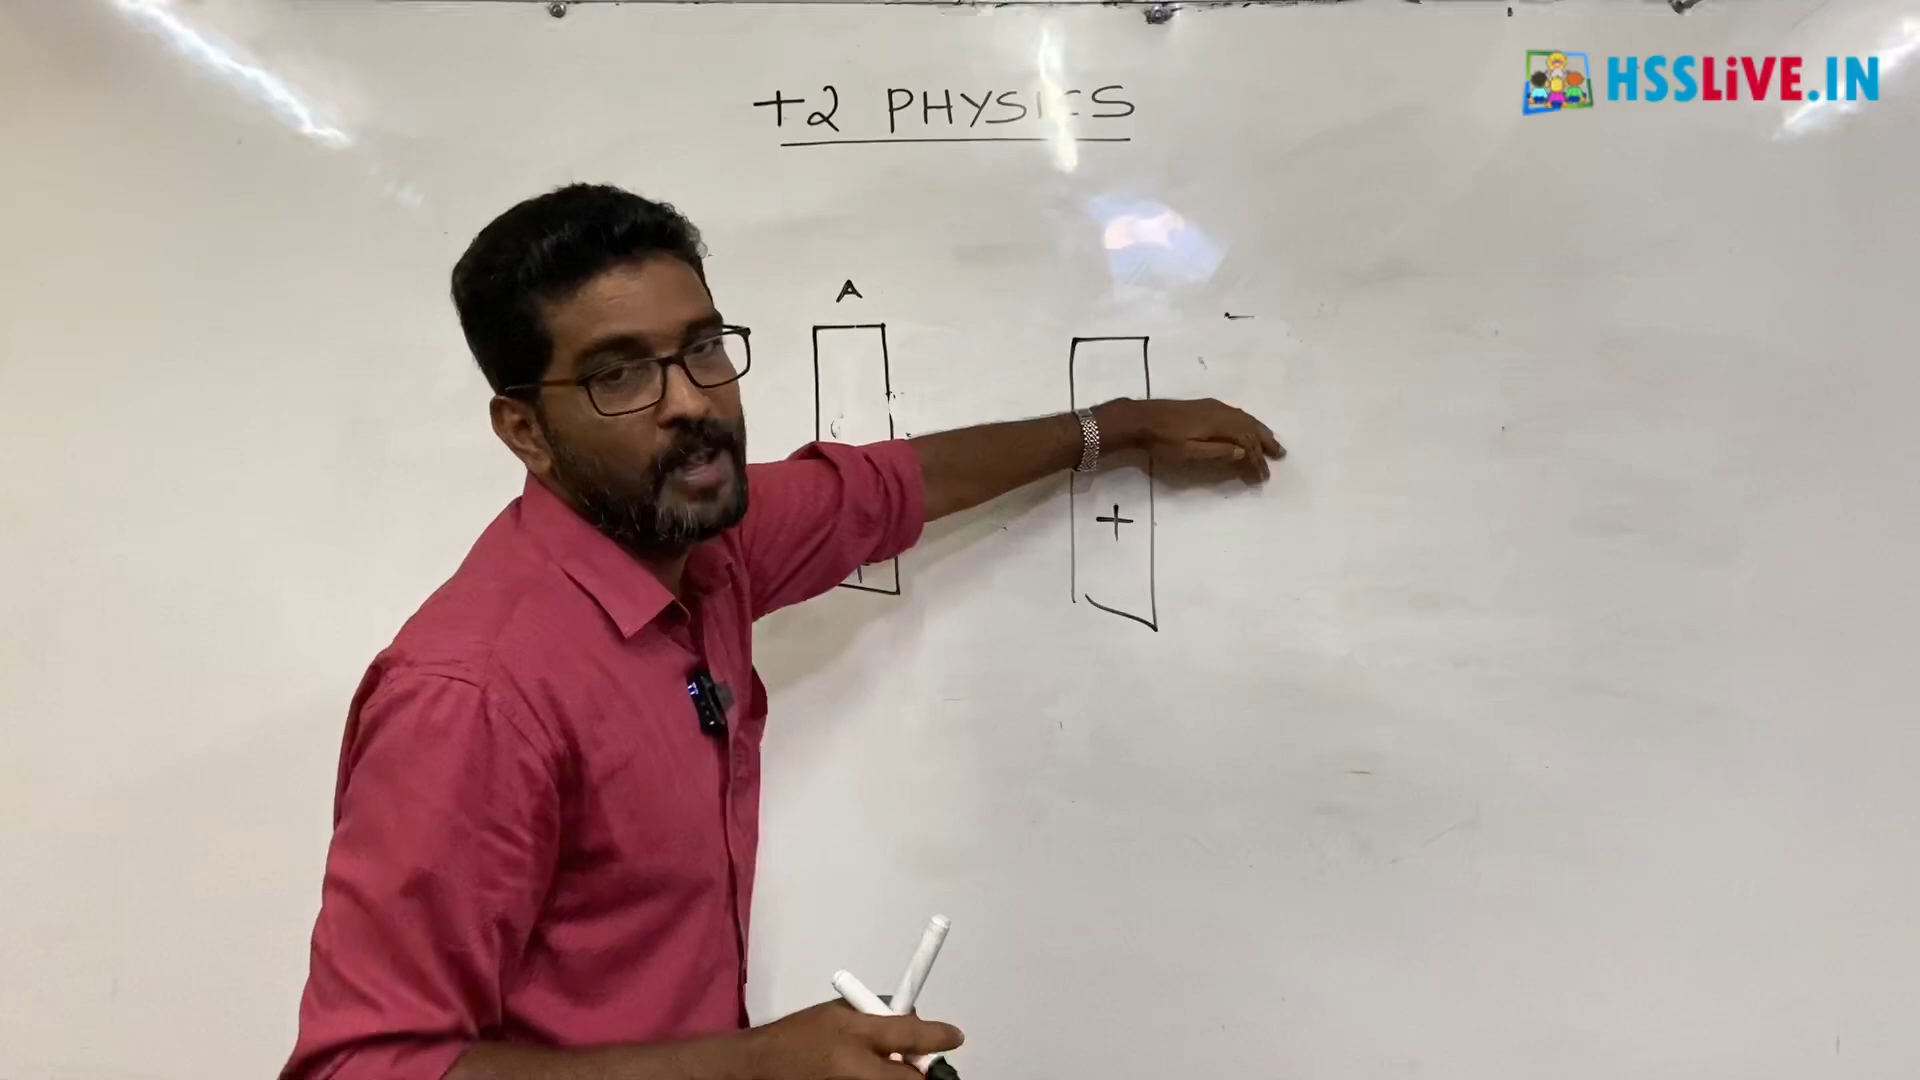 HSSLiVE.IN
+2 PHYSICS
A
-
+
+